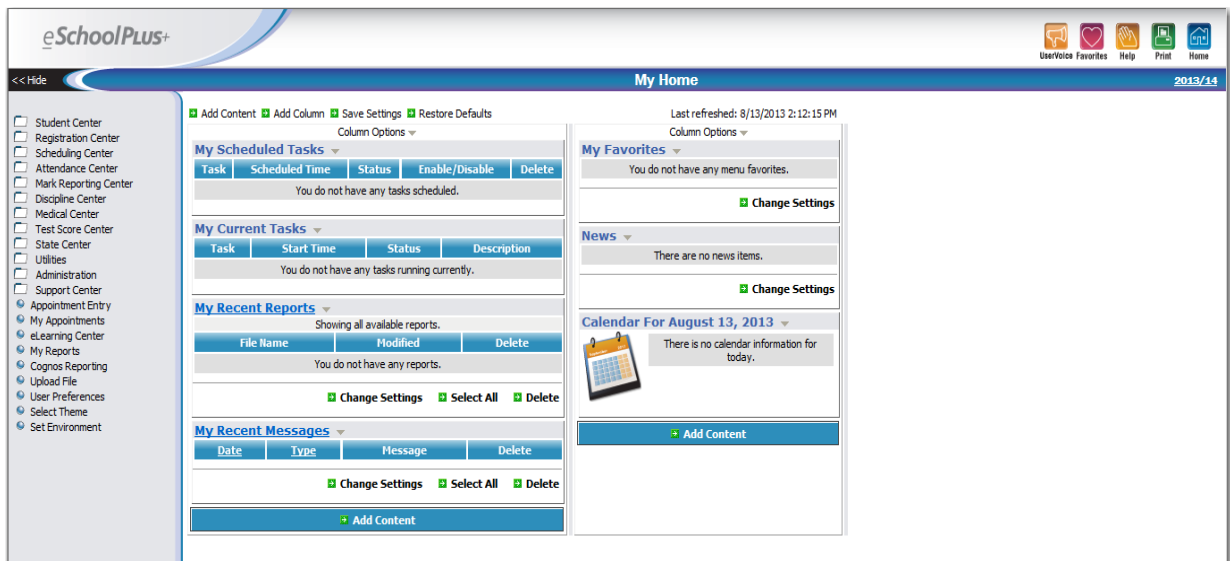 eSchoolPLUS+
UserVoice Favorites Help Print Home
<< Hide My Home 2013/14
Student Center
Registration Center
Scheduling Center
Attendance Center
Mark Reporting Center
Discipline Center
Medical Center
Test Score Center
State Center
Utilities
Administration
Support Center
Appointment Entry
My Appointments
eLearning Center
My Reports
Cognos Reporting
Upload File
User Preferences
Select Theme
Set Environment
Add Content Add Column Save Settings Restore Defaults Last refreshed: 8/13/2013 2:12:15 PM
Column Options
My Scheduled Tasks
Task Scheduled Time Status Enable/Disable Delete
You do not have any tasks scheduled.
My Current Tasks
Task Start Time Status Description
You do not have any tasks running currently.
My Recent Reports
Showing all available reports.
File Name Modified Delete
You do not have any reports.
Change Settings Select All Delete
My Recent Messages
Date Type Message Delete
Change Settings Select All Delete
Add Content
Column Options
My Favorites
You do not have any menu favorites.
Change Settings
News
There are no news items.
Change Settings
Calendar For August 13, 2013
There is no calendar information for
today.
Add Content